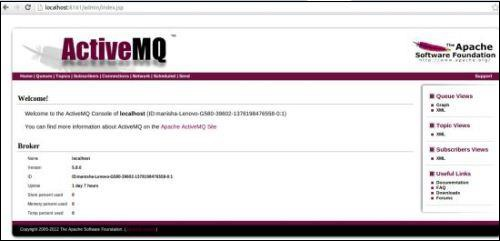 localhost:8161/admin/index.jsp
ActiveMQ
™
The Apache
Software Foundation
http://www.apache.org/
Home | Queues | Topics | Subscribers | Connections | Network | Scheduled | Send
Support
Welcome!
Welcome to the ActiveMQ Console of localhost (ID:manisha-Lenovo-G580-39802-1376198476558-0:1)
You can find more information about ActiveMQ on the Apache ActiveMQ Site
Broker
Name localhost
Version 5.8.0
ID ID:manisha-Lenovo-G580-39802-1376198476558-0:1
Uptime 1 day 7 hours
Store percent used 0
Memory percent used 0
Temp percent used 0
Queue Views
Graph
XML
Topic Views
XML
Subscribers Views
XML
Useful Links
Documentation
FAQ
Downloads
Forums
Copyright 2005-2012 The Apache Software Foundation.